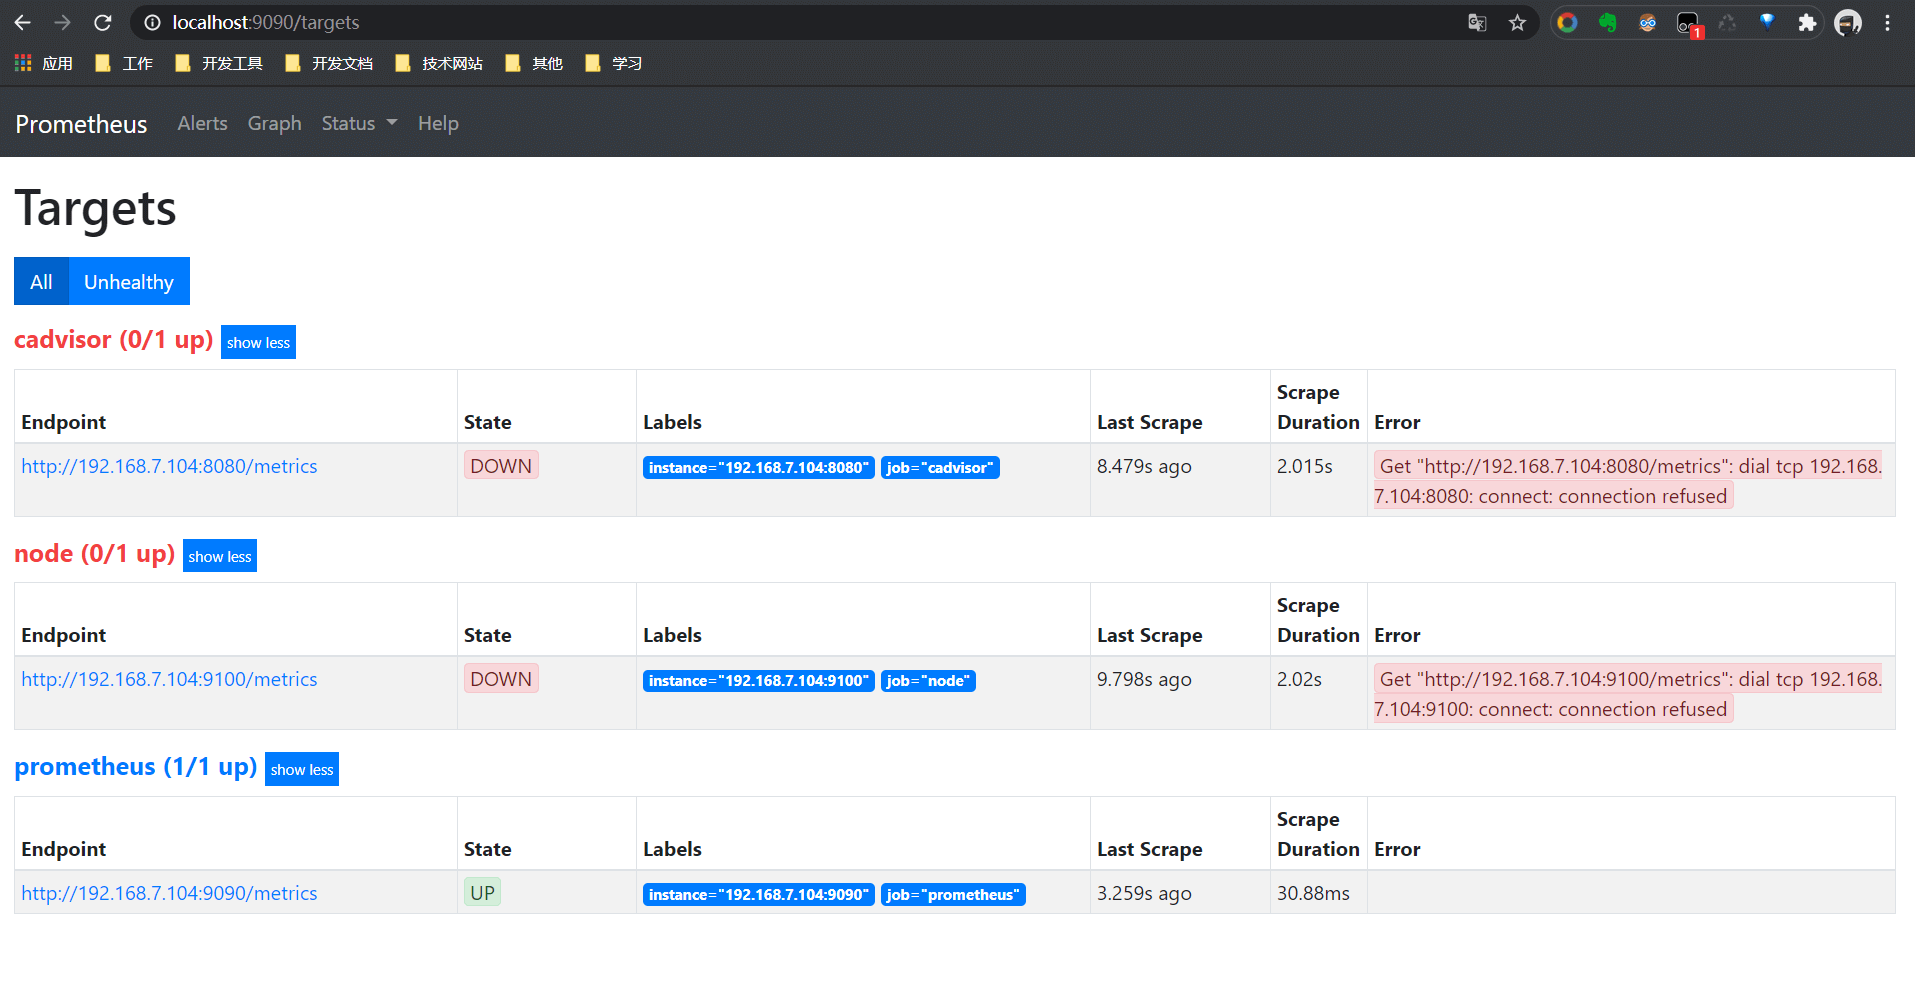 localhost:9090/targets
1
应用 工作 开发工具 开发文档 技术网站 其他 学习
Prometheus Alerts Graph Status Help
Targets
All Unhealthy
cadvisor (0/1 up) show less
Endpoint State Labels Last Scrape Scrape Duration Error
http://192.168.7.104:8080/metrics DOWN instance="192.168.7.104:8080" job="cadvisor" 8.479s ago 2.015s Get "http://192.168.7.104:8080/metrics": dial tcp 192.168.
7.104:8080: connect: connection refused
node (0/1 up) show less
Endpoint State Labels Last Scrape Scrape Duration Error
http://192.168.7.104:9100/metrics DOWN instance="192.168.7.104:9100" job="node" 9.798s ago 2.02s Get "http://192.168.7.104:9100/metrics": dial tcp 192.168.
7.104:9100: connect: connection refused
prometheus (1/1 up) show less
Endpoint State Labels Last Scrape Scrape Duration Error
http://192.168.7.104:9090/metrics UP instance="192.168.7.104:9090" job="prometheus" 3.259s ago 30.88ms